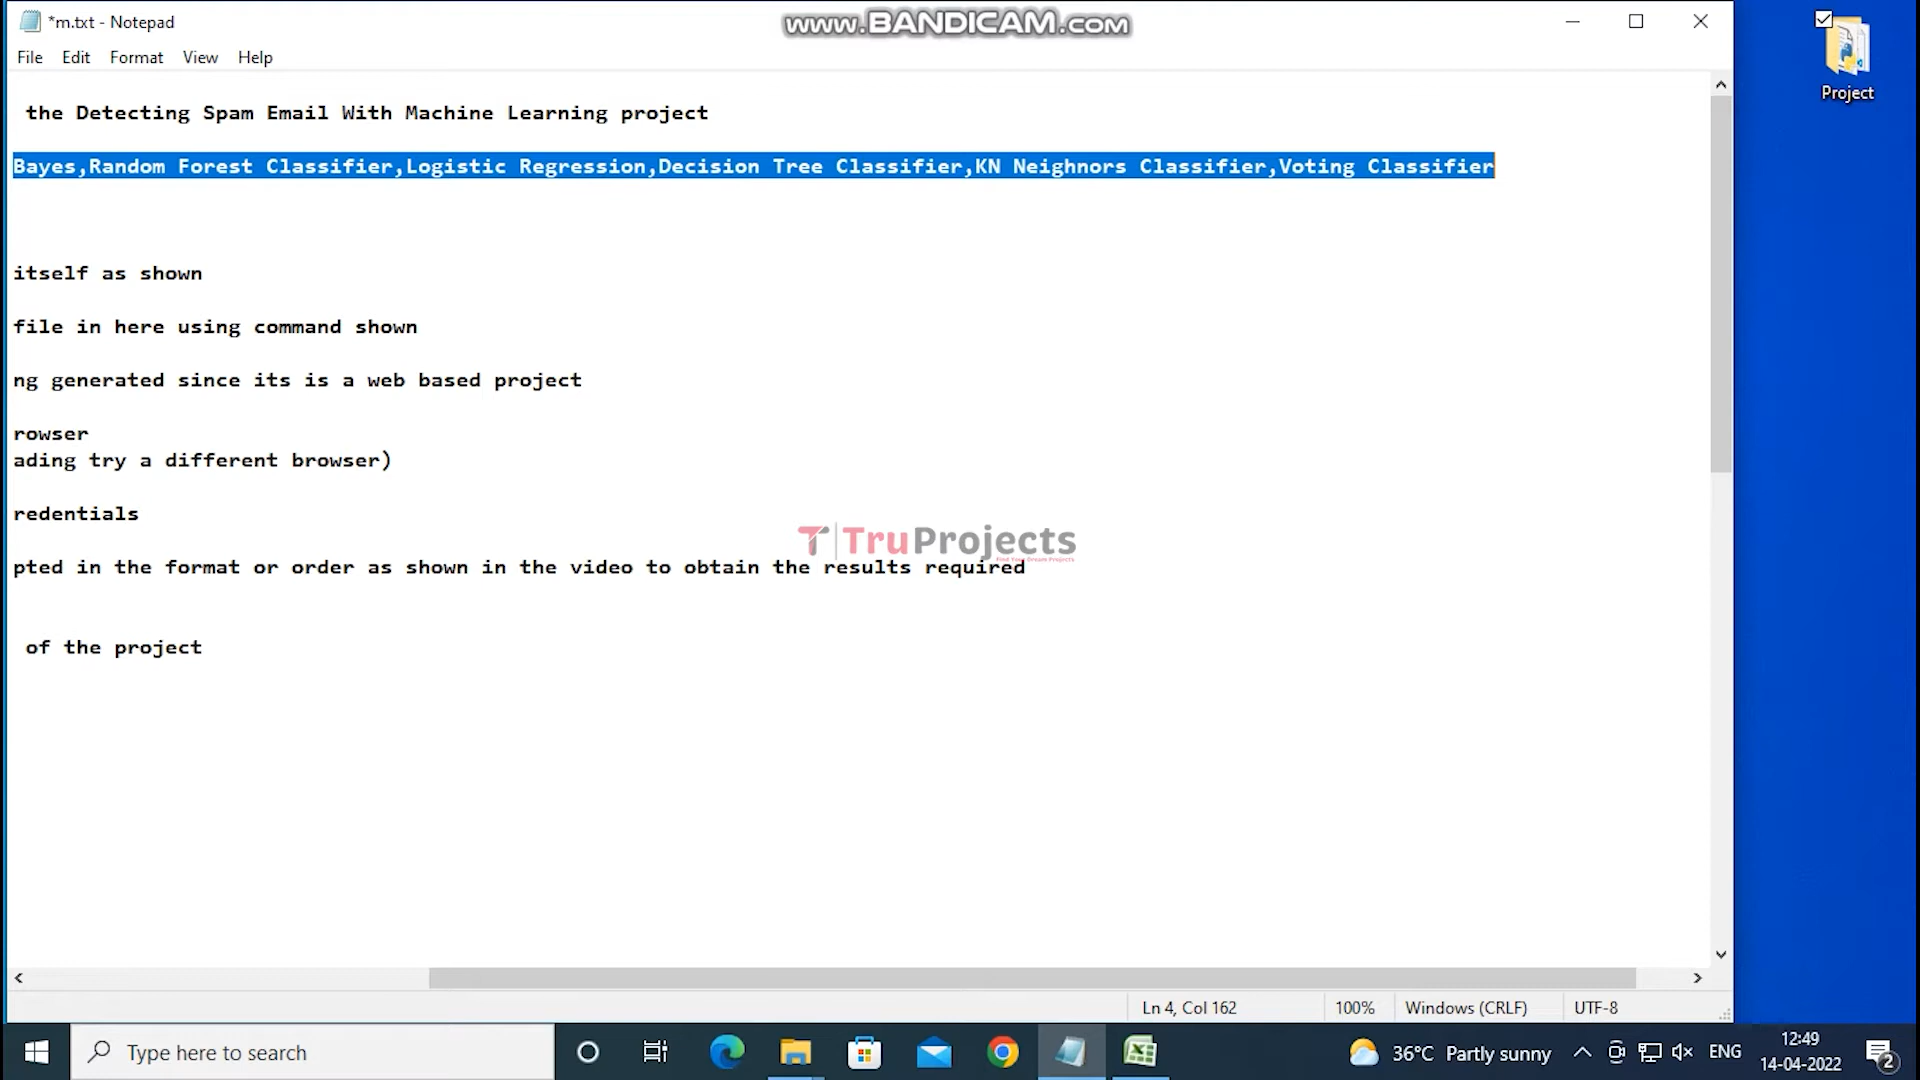 *m.txt - Notepad
www.BANDICAM.com
File Edit Format View Help
the Detecting Spam Email With Machine Learning project
Bayes,Random Forest Classifier,Logistic Regression,Decision Tree Classifier,KN Neighnors Classifier,Voting Classifier
itself as shown
file in here using command shown
ng generated since its is a web based project
rowser
ading try a different browser)
redentials
TruProjects
Find Your Dream Projects
pted in the format or order as shown in the video to obtain the results required
of the project
Project
Ln 4, Col 162
100%
Windows (CRLF)
UTF-8
Type here to search
36°C Partly sunny
ENG
12:49
14-04-2022
2